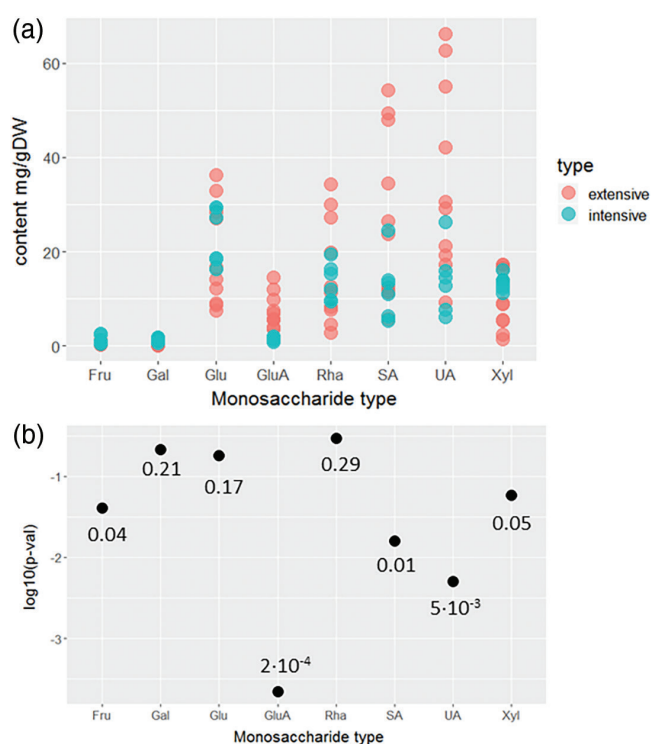 (a)
60
40
20
0
content mg/gDW
Fru Gal Glu GluA Rha SA UA Xyl
Monosaccharide type
type
extensive
intensive
(b)
-1
-2
-3
log10(p-val)
0.04
0.21
0.17
2·10⁻⁴
0.29
0.01
5·10⁻³
0.05
Fru Gal Glu GluA Rha SA UA Xyl
Monosaccharide type